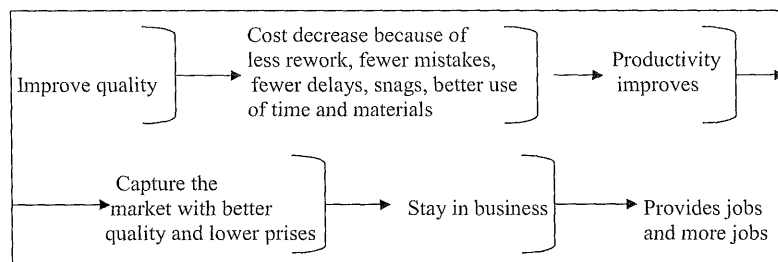 Improve quality
Cost decrease because of
less rework, fewer mistakes,
fewer delays, snags, better use
of time and materials
Productivity
improves
Capture the
market with better
quality and lower prises
Stay in business
Provides jobs
and more jobs